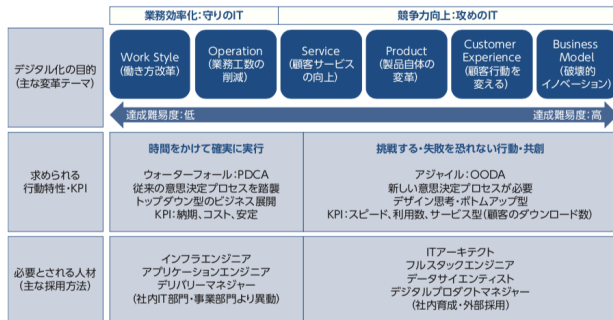 業務効率化：守りのIT
競争力向上：攻めのIT
デジタル化の目的
（主な変革テーマ）
Work Style
（働き方改革）
Operation
（業務工数の
削減）
Service
（顧客サービス
の向上）
Product
（製品自体の
変革）
Customer
Experience
（顧客行動を
変える）
Business
Model
（破壊的
イノベーション）
達成難易度：低
達成難易度：高
求められる
行動特性・KPI
時間をかけて確実に実行
ウォーターフォール：PDCA
従来の意思決定プロセスを踏襲
トップダウン型のビジネス展開
KPI：納期、コスト、安定
挑戦する・失敗を恐れない行動・共創
アジャイル：OODA
新しい意思決定プロセスが必要
デザイン思考・ボトムアップ型
KPI：スピード、利用数、サービス型（顧客のダウンロード数）
必要とされる人材
（主な採用方法）
インフラエンジニア
アプリケーションエンジニア
デリバリーマネジャー
（社内IT部門・事業部門より異動）
ITアーキテクト
フルスタックエンジニア
データサイエンティスト
デジタルプロダクトマネジャー
（社内育成・外部採用）